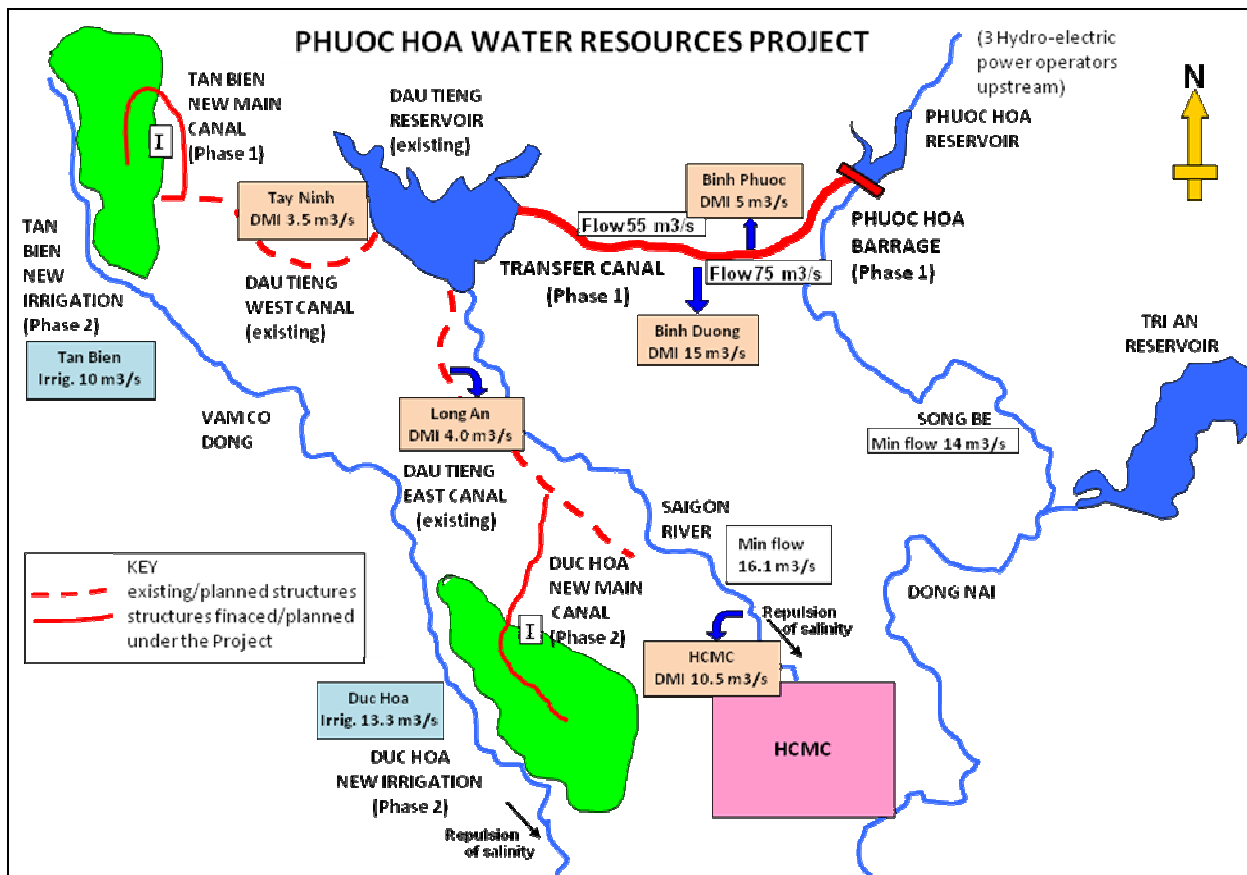 PHUOC HOA WATER RESOURCES PROJECT
(3 Hydro-electric
power operators
upstream)
N
TAN BIEN
NEW MAIN
CANAL
(Phase 1)
I
DAU TIENG
RESERVOIR
(existing)
PHUOC HOA
RESERVOIR
Tay Ninh
DMI 3.5 m3/s
Binh Phuoc
DMI 5 m3/s
Flow 55 m3/s
PHUOC HOA
BARRAGE
(Phase 1)
TAN
BIEN
NEW
IRRIGATION
(Phase 2)
DAU TIENG
WEST CANAL
(existing)
TRANSFER CANAL
(Phase 1)
Flow 75 m3/s
Binh Duong
DMI 15 m3/s
TRI AN
RESERVOIR
Tan Bien
Irrig. 10 m3/s
VAM CO
DONG
Long An
DMI 4.0 m3/s
SONG BE
Min flow 14 m3/s
DAU TIENG
EAST CANAL
(existing)
SAIGON
RIVER
Min flow
16.1 m3/s
KEY
existing/planned structures
structures finaced/planned
under the Project
DUC HOA
NEW MAIN
CANAL
(Phase 2)
I
DONG NAI
Repulsion
of salinity
HCMC
DMI 10.5 m3/s
Duc Hoa
Irrig. 13.3 m3/s
HCMC
DUC HOA
NEW IRRIGATION
(Phase 2)
Repulsion
of salinity